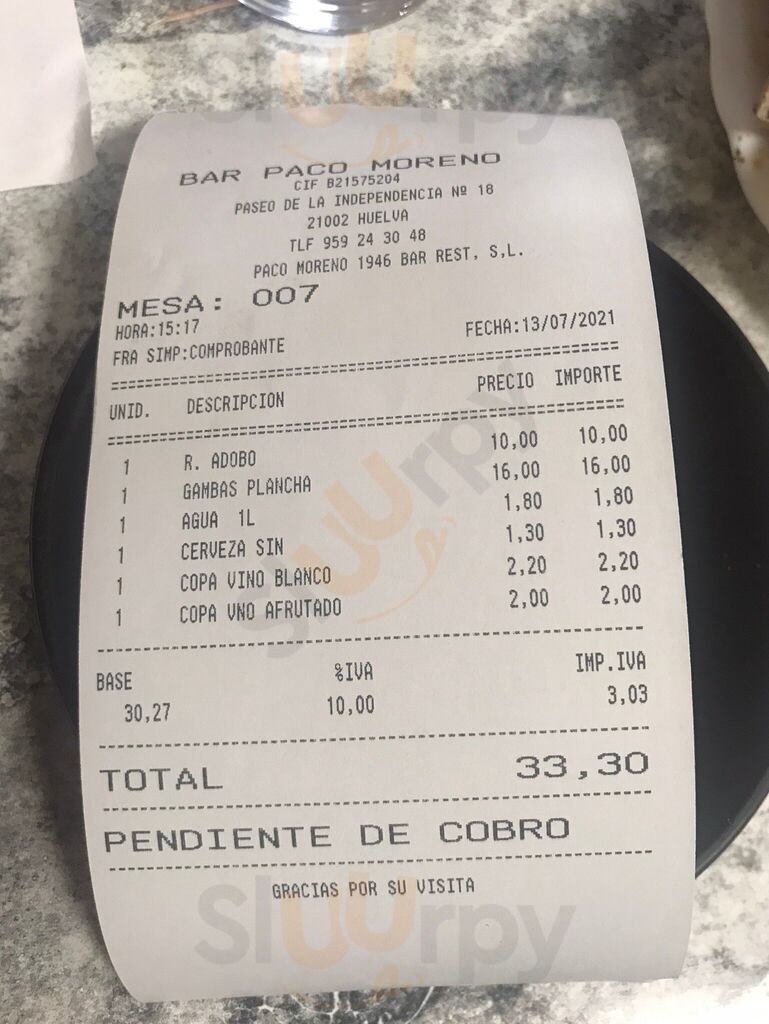 BAR PACO MORENO
CIF B21575204
PASEO DE LA INDEPENDENCIA Nº 18
21002 HUELVA
TLF 959 24 30 48
PACO MORENO 1946 BAR REST, S,L.
MESA: 007
HORA:15:17 FECHA:13/07/2021
FRA SIMP:COMPROBANTE
UNID. DESCRIPCION PRECIO IMPORTE
1 R. ADOBO 10,00 10,00
1 GAMBAS PLANCHA 16,00 16,00
1 AGUA 1L 1,80 1,80
1 CERVEZA SIN 1,30 1,30
1 COPA VINO BLANCO 2,20 2,20
1 COPA VNO AFRUTADO 2,00 2,00
BASE %IVA IMP.IVA
30,27 10,00 3,03
TOTAL 33,30
PENDIENTE DE COBRO
GRACIAS POR SU VISITA
Sluurpy
Sluurpy
Sluurpy